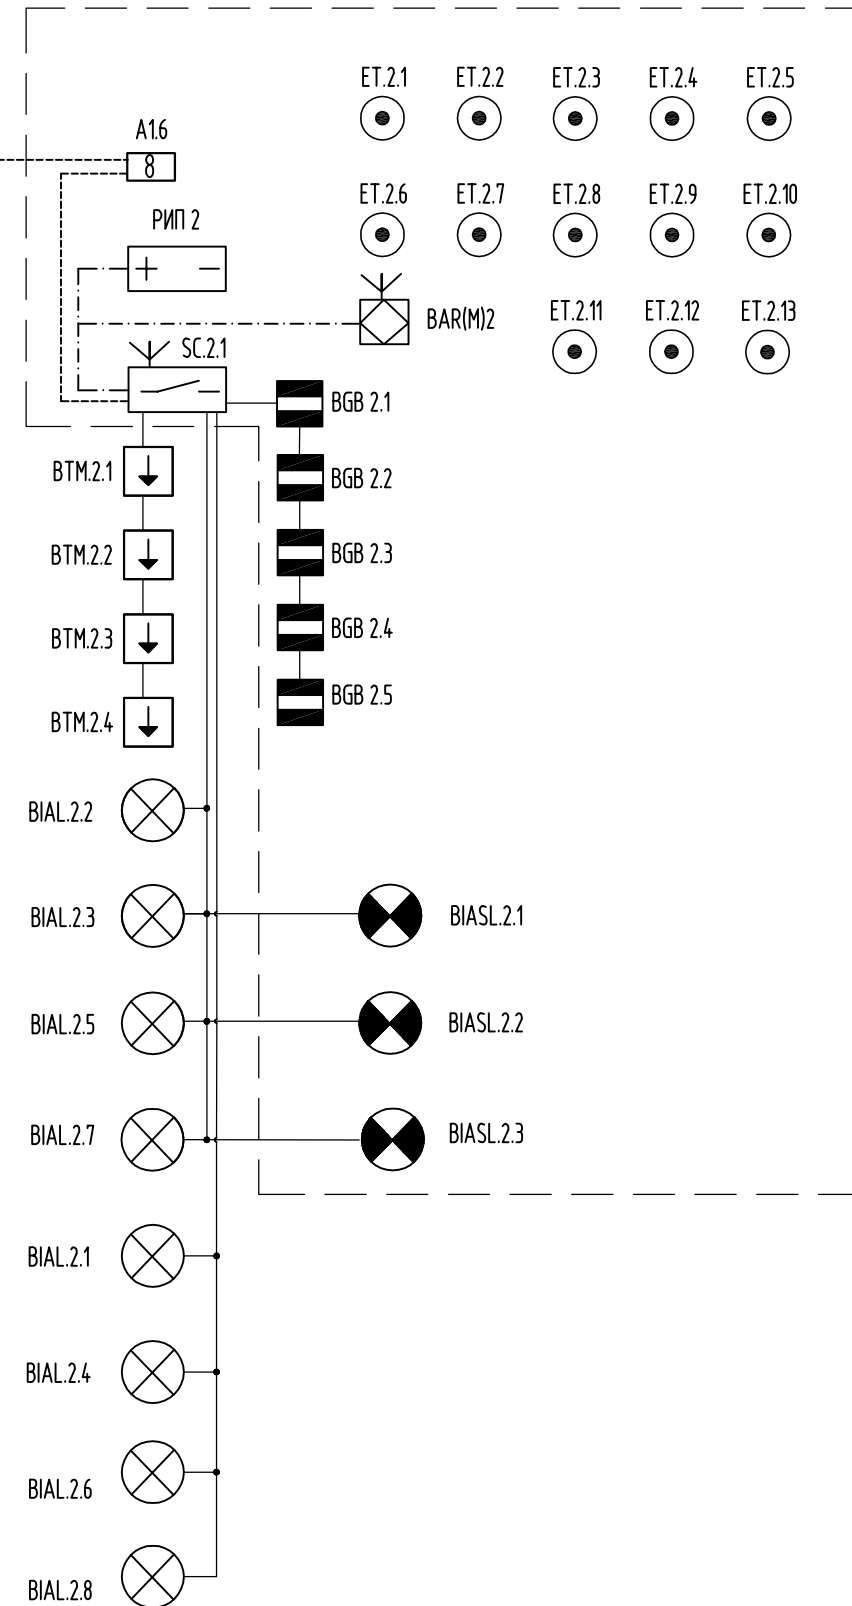 ET.2.1 ET.2.2 ET.2.3 ET.2.4 ET.2.5
A1.6
8
РИП 2
ET.2.6 ET.2.7 ET.2.8 ET.2.9 ET.2.10
BAR(M)2
ET.2.11 ET.2.12 ET.2.13
SC.2.1
BGB 2.1
BTM.2.1
BGB 2.2
BTM.2.2
BGB 2.3
BTM.2.3
BGB 2.4
BTM.2.4
BGB 2.5
BIAL.2.2
BIAL.2.3
BIASL.2.1
BIAL.2.5
BIASL.2.2
BIAL.2.7
BIASL.2.3
BIAL.2.1
BIAL.2.4
BIAL.2.6
BIAL.2.8